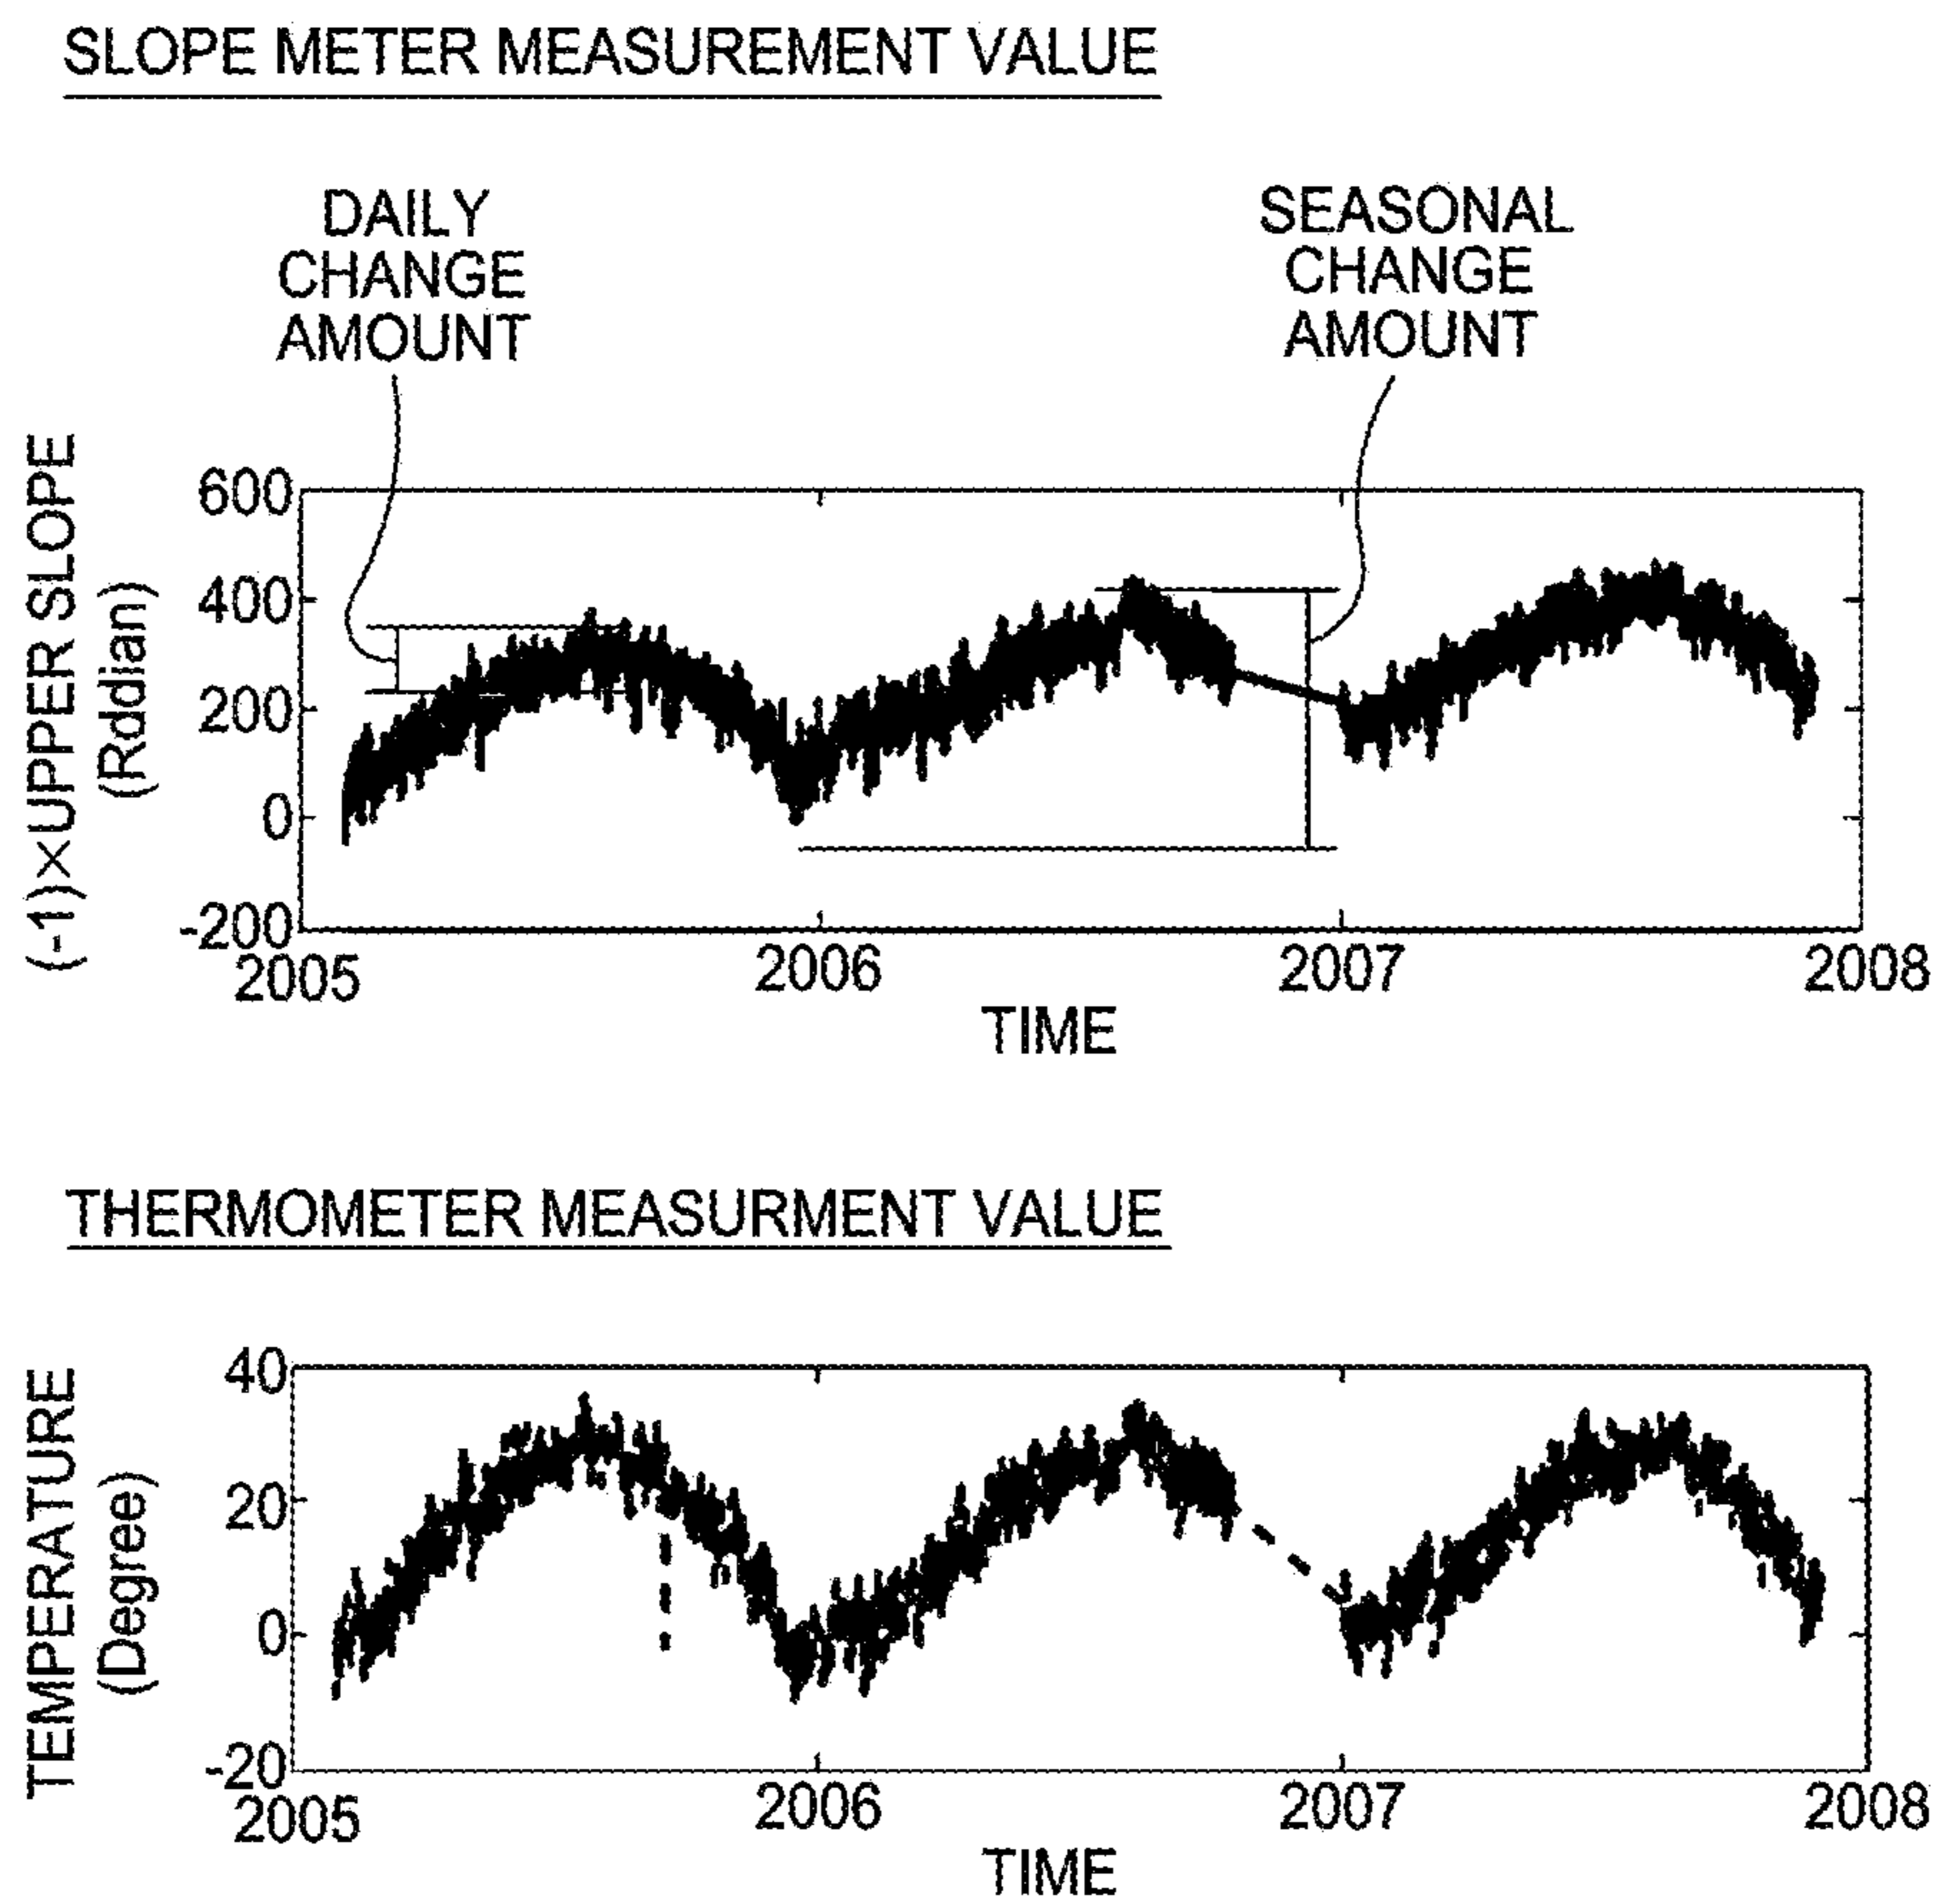 SLOPE METER MEASUREMENT VALUE
DAILY
CHANGE
AMOUNT
SEASONAL
CHANGE
AMOUNT
(-1)×UPPER SLOPE
(Rddian)
600
400
200
0
-200
2005
2006
2007
2008
TIME
THERMOMETER MEASURMENT VALUE
TEMPERATURE
(Degree)
40
20
0
-20
2005
2006
2007
2008
TIME